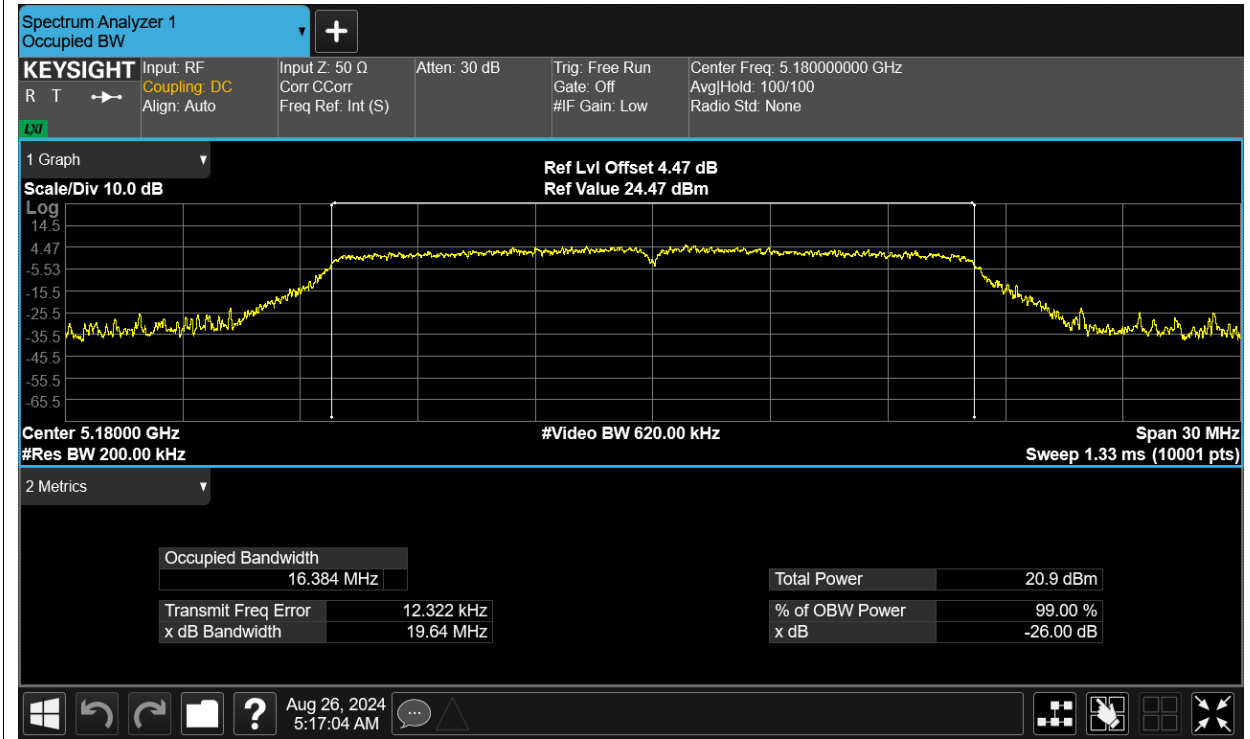 Spectrum Analyzer 1
Occupied BW
KEYSIGHT
R T
LXI
Input: RF
Coupling: DC
Align: Auto
Input Z: 50 Ω
Corr CCorr
Freq Ref: Int (S)
Atten: 30 dB
Trig: Free Run
Gate: Off
#IF Gain: Low
Center Freq: 5.180000000 GHz
Avg|Hold: 100/100
Radio Std: None
1 Graph
Scale/Div 10.0 dB
Ref Lvl Offset 4.47 dB
Ref Value 24.47 dBm
Log
14.5
4.47
-5.53
-15.5
-25.5
-35.5
-45.5
-55.5
-65.5
Center 5.18000 GHz
#Res BW 200.00 kHz
#Video BW 620.00 kHz
Span 30 MHz
Sweep 1.33 ms (10001 pts)
2 Metrics
Occupied Bandwidth
16.384 MHz
Transmit Freq Error 12.322 kHz
x dB Bandwidth 19.64 MHz
Total Power 20.9 dBm
% of OBW Power 99.00 %
x dB -26.00 dB
?
Aug 26, 2024
5:17:04 AM